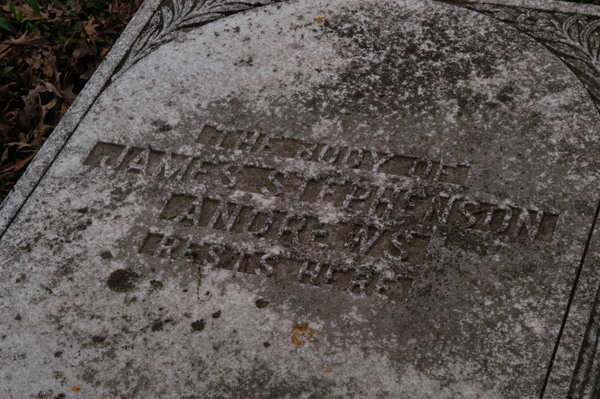 THE BODY OF
JAMES STEPHENSON
ANDREWS
RESTS HERE